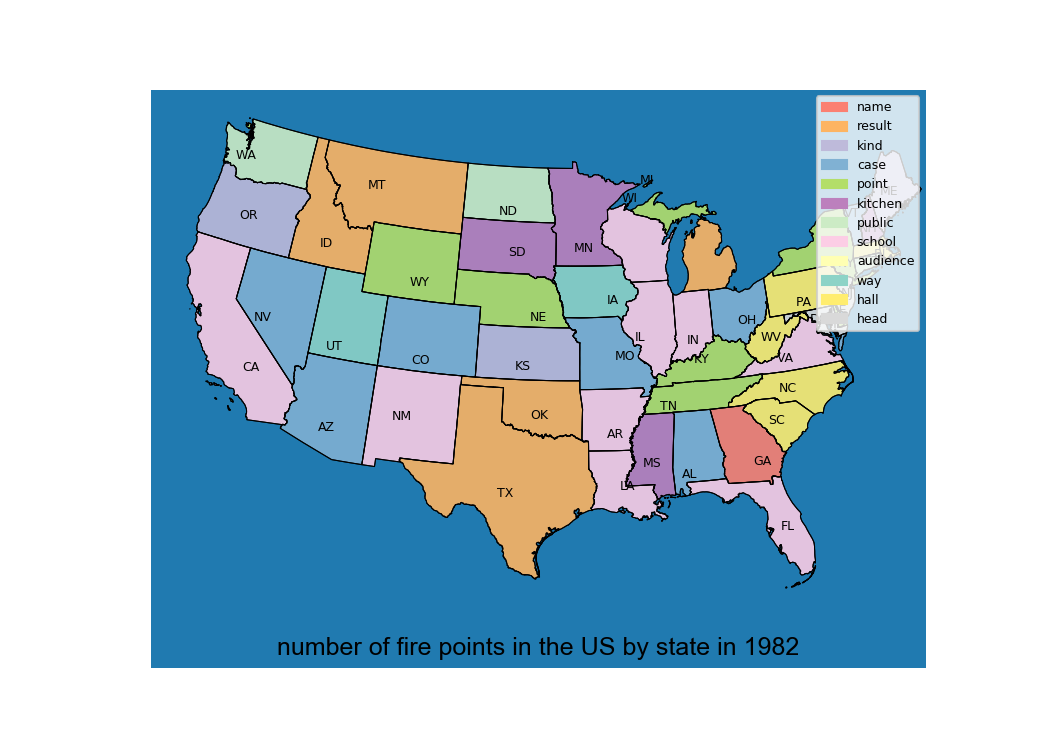 name
result
kind
case
point
kitchen
public
school
audience
way
hall
head
WA
MT
ND
MN
MI
WI
ME
OR
ID
SD
WY
NE
IA
PA
NV
UT
CO
KS
MO
IL
IN
OH
WV
VA
KY
CA
AZ
NM
OK
AR
TN
NC
SC
TX
LA
MS
AL
GA
FL
number of fire points in the US by state in 1982